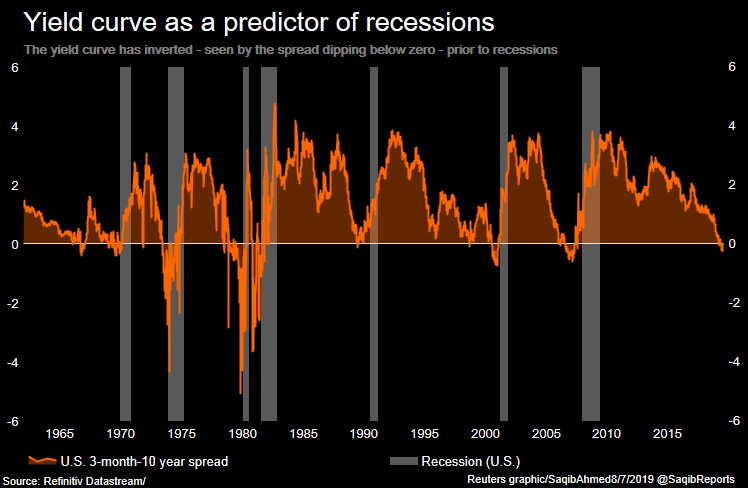 Yield curve as a predictor of recessions
The yield curve has inverted - seen by the spread dipping below zero - prior to recessions
6 6
4 4
2 2
0 0
-2 -2
-4 -4
-6 -6
1965 1970 1975 1980 1985 1990 1995 2000 2005 2010 2015
U.S. 3-month-10 year spread Recession (U.S.)
Source: Refinitiv Datastream/ Reuters graphic/SaqibAhmed8/7/2019 @SaqibReports